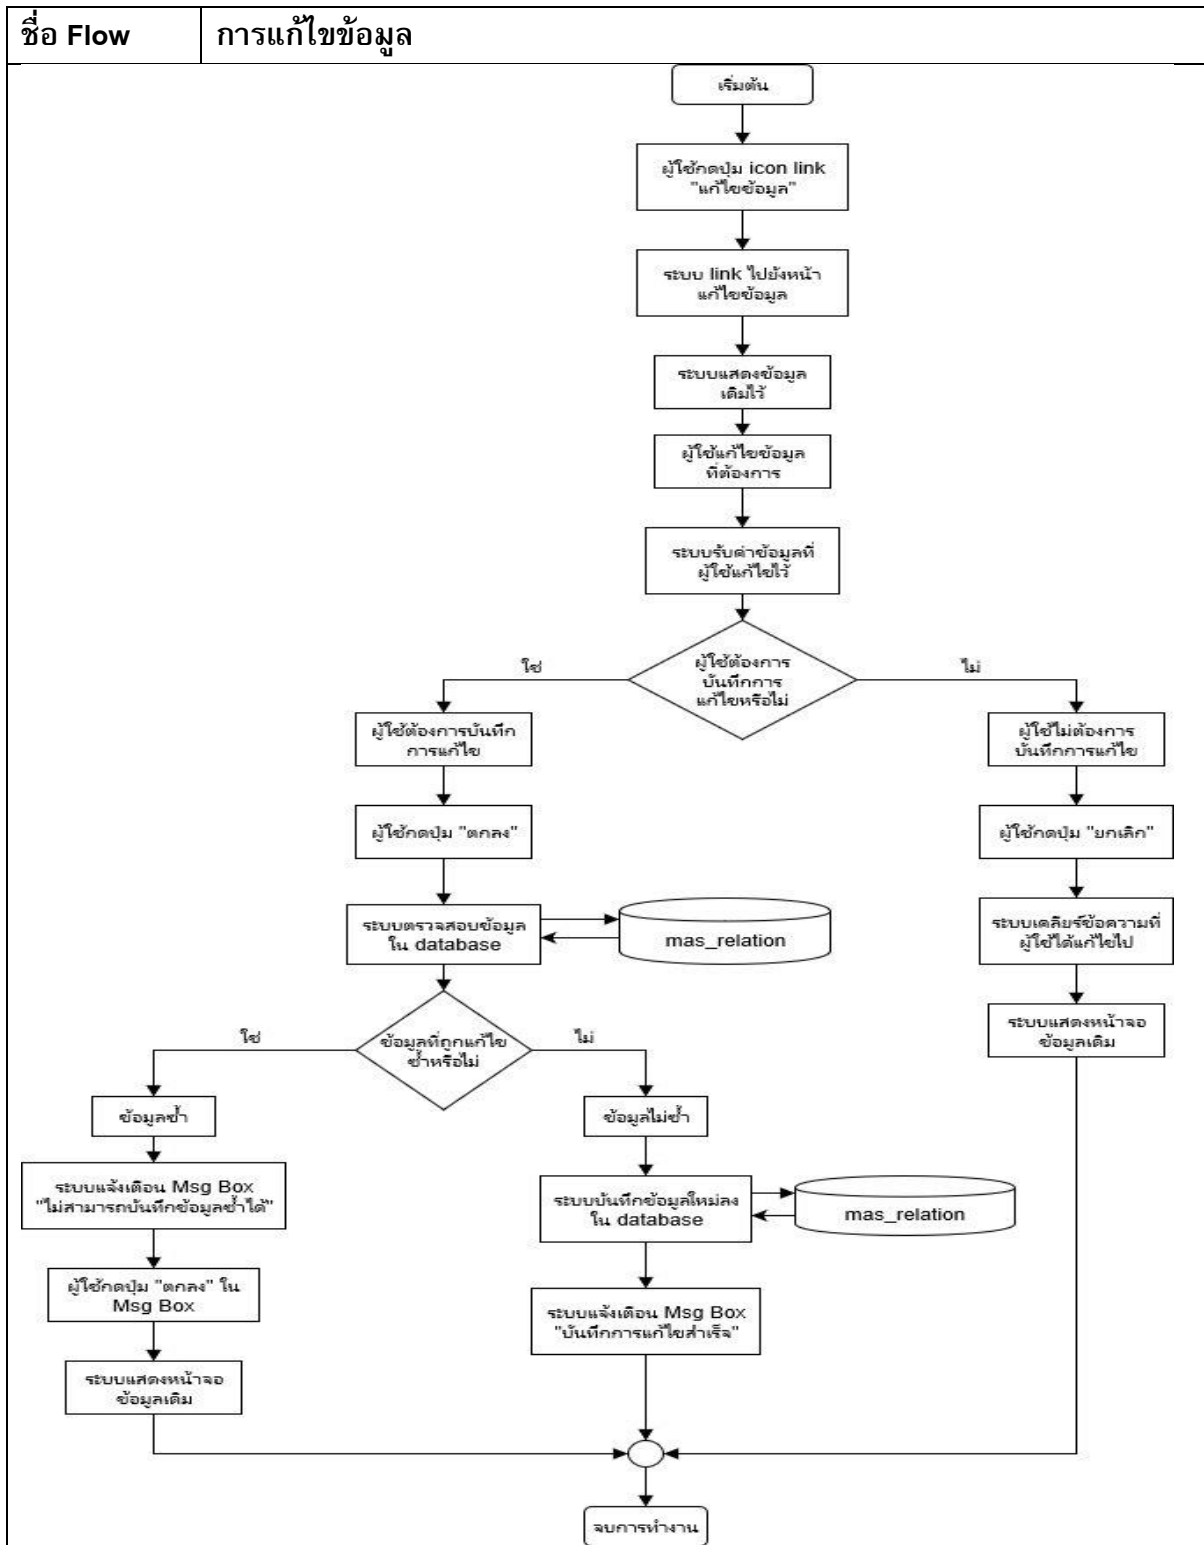 ชื่อ Flow
การแก้ไขข้อมูล
เริ่มต้น
ผู้ใช้กดปุ่ม icon link
"แก้ไขข้อมูล"
ระบบ link ไปยังหน้า
แก้ไขข้อมูล
ระบบแสดงข้อมูล
เดิมไว้
ผู้ใช้แก้ไขข้อมูล
ที่ต้องการ
ระบบรับค่าข้อมูลที่
ผู้ใช้แก้ไขไว้
ผู้ใช้ต้องการ
บันทึกการ
แก้ไขหรือไม่
ใช่
ไม่
ผู้ใช้ต้องการบันทึก
การแก้ไข
ผู้ใช้ไม่ต้องการ
บันทึกการแก้ไข
ผู้ใช้กดปุ่ม "ตกลง"
ผู้ใช้กดปุ่ม "ยกเลิก"
ระบบตรวจสอบข้อมูล
ใน database
mas_relation
ระบบเคลียร์ข้อความที่
ผู้ใช้ได้แก้ไขไป
ข้อมูลที่ถูกแก้ไข
ซ้ำหรือไม่
ใช่
ไม่
ระบบแสดงหน้าจอ
ข้อมูลเดิม
ข้อมูลซ้ำ
ข้อมูลไม่ซ้ำ
ระบบแจ้งเตือน Msg Box
"ไม่สามารถบันทึกข้อมูลซ้ำได้"
ระบบบันทึกข้อมูลใหม่ลง
ใน database
mas_relation
ผู้ใช้กดปุ่ม "ตกลง" ใน
Msg Box
ระบบแจ้งเตือน Msg Box
"บันทึกการแก้ไขสำเร็จ"
ระบบแสดงหน้าจอ
ข้อมูลเดิม
จบการทำงาน